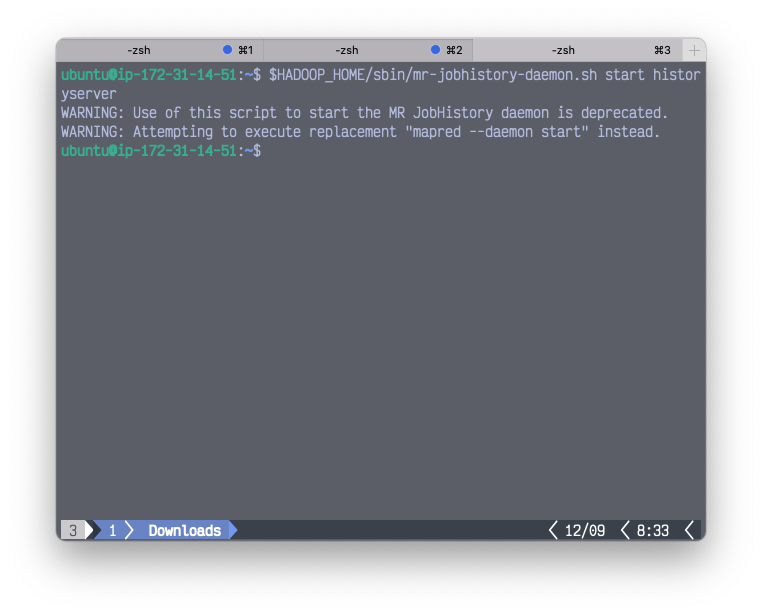 -zsh ⌘1 -zsh ⌘2 -zsh ⌘3 +
ubuntu@ip-172-31-14-51:~$ $HADOOP_HOME/sbin/mr-jobhistory-daemon.sh start histor
yserver
WARNING: Use of this script to start the MR JobHistory daemon is deprecated.
WARNING: Attempting to execute replacement "mapred --daemon start" instead.
ubuntu@ip-172-31-14-51:~$
3 1 Downloads 12/09 8:33